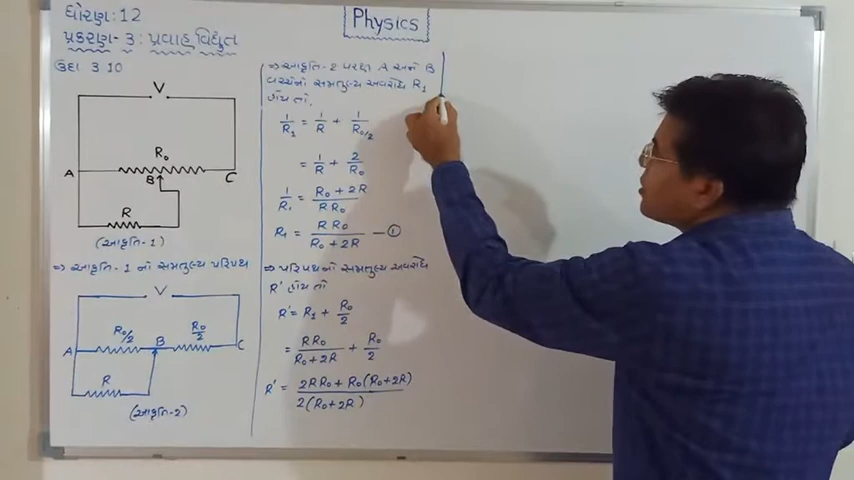 ધોરણ: 12
Physics
પ્રકરણ-3: પ્રવાહ વિદ્યુત
ઉદા 3.10
V
R₀
A
B
C
R
(આકૃતિ-1)
⇒ આકૃતિ-1 નો સમતુલ્ય પરિપથ
V
R₀/2
R₀/2
A
B
C
R
(આકૃતિ-2)
⇒ આકૃતિ-2 પરથી A અને B
વચ્ચેનો સમતુલ્ય અવરોધ R₁
હોય તો,
1/R₁ = 1/R + 1/(R₀/2)
= 1/R + 2/R₀
1/R₁ = (R₀ + 2R)/(R R₀)
R₁ = R R₀/(R₀ + 2R) — ①
⇒ પરિપથનો સમતુલ્ય અવરોધ
R' હોય તો
R' = R₁ + R₀/2
= R R₀/(R₀ + 2R) + R₀/2
R' = (2RR₀ + R₀(R₀ + 2R))/(2(R₀ + 2R))